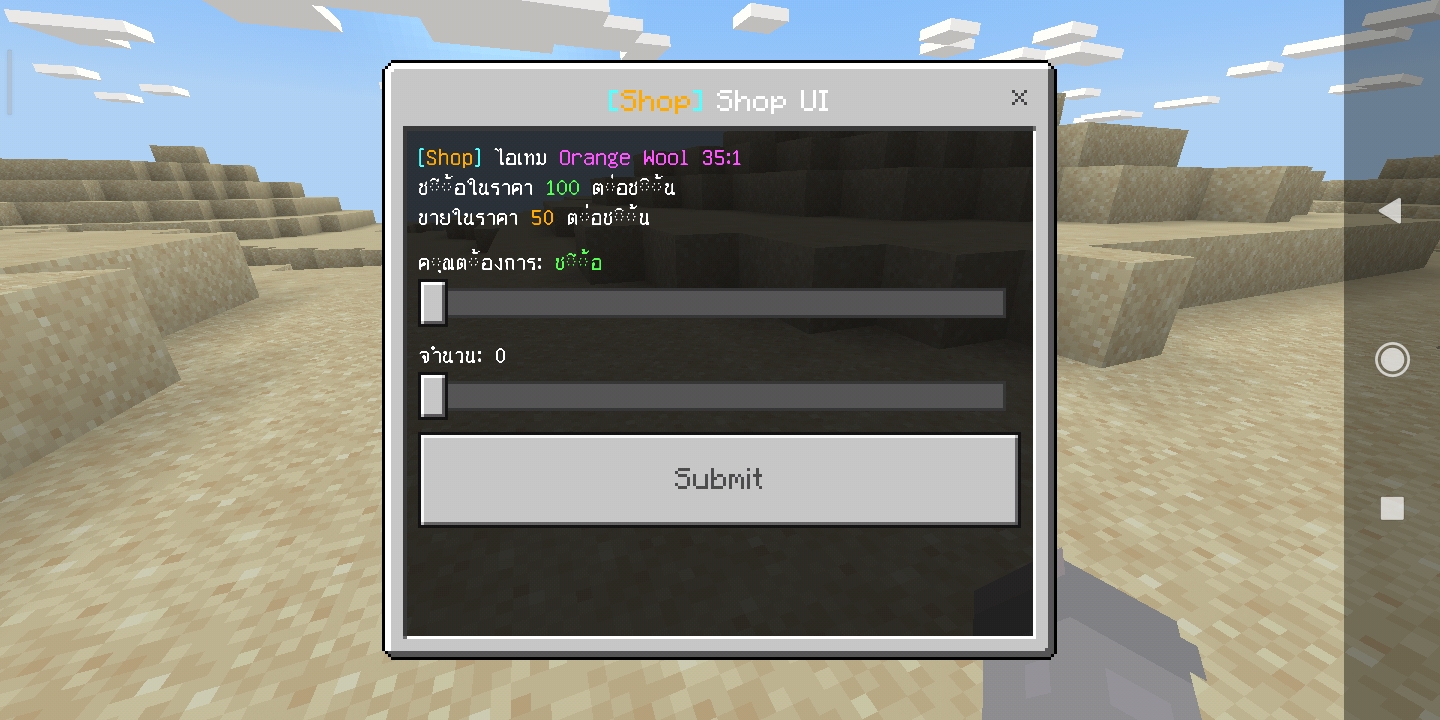 [Shop] Shop UI
[Shop] ไอเทม Orange Wool 35:1
ซื้อในราคา 100 ต่อชิ้น
ขายในราคา 50 ต่อชิ้น
คุณต้องการ: ซื้อ
จำนวน: 0
Submit